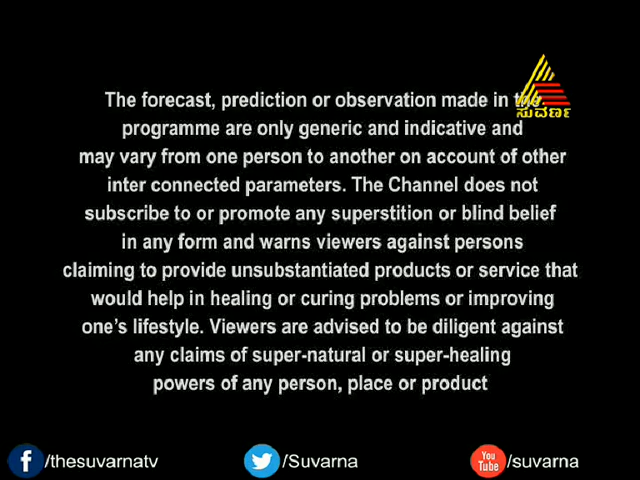 The forecast, prediction or observation made in the
programme are only generic and indicative and
may vary from one person to another on account of other
inter connected parameters. The Channel does not
subscribe to or promote any superstition or blind belief
in any form and warns viewers against persons
claiming to provide unsubstantiated products or service that
would help in healing or curing problems or improving
one's lifestyle. Viewers are advised to be diligent against
any claims of super-natural or super-healing
powers of any person, place or product
ಸುವರ್ಣ
f /thesuvarnatv
/Suvarna
You
Tube
/suvarna